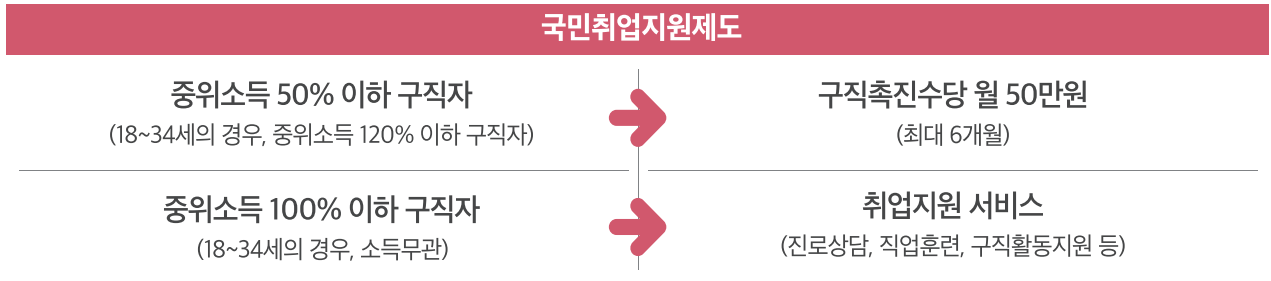 국민취업지원제도
중위소득 50% 이하 구직자
(18~34세의 경우, 중위소득 120% 이하 구직자)
구직촉진수당 월 50만원
(최대 6개월)
중위소득 100% 이하 구직자
(18~34세의 경우, 소득무관)
취업지원 서비스
(진로상담, 직업훈련, 구직활동지원 등)